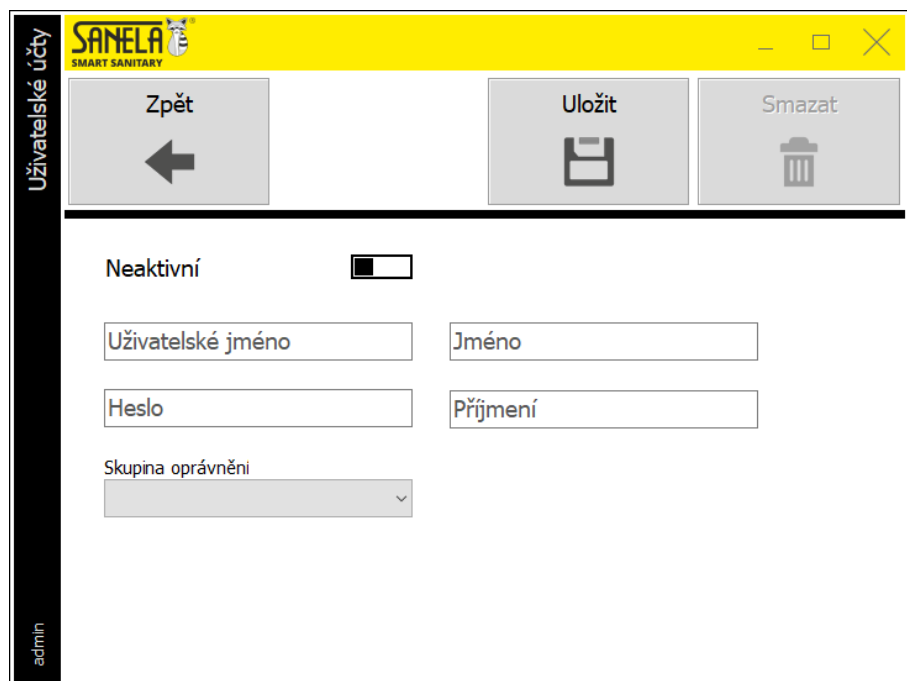 Uživatelské účty
SANELA®
SMART SANITARY
Zpět
Uložit
Smazat
Neaktivní
Uživatelské jméno
Jméno
Heslo
Příjmení
Skupina oprávněni
admin